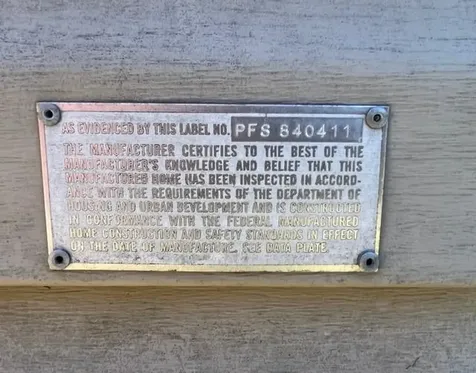 AS EVIDENCED BY THIS LABEL NO. PFS 840411
THE MANUFACTURER CERTIFIES TO THE BEST OF THE
MANUFACTURER'S KNOWLEDGE AND BELIEF THAT THIS
MANUFACTURED HOME HAS BEEN INSPECTED IN ACCORD-
ANCE WITH THE REQUIREMENTS OF THE DEPARTMENT OF
HOUSING AND URBAN DEVELOPMENT AND IS CONSTRUCTED
IN CONFORMANCE WITH THE FEDERAL MANUFACTURED
HOME CONSTRUCTION AND SAFETY STANDARDS IN EFFECT
ON THE DATE OF MANUFACTURE. SEE DATA PLATE